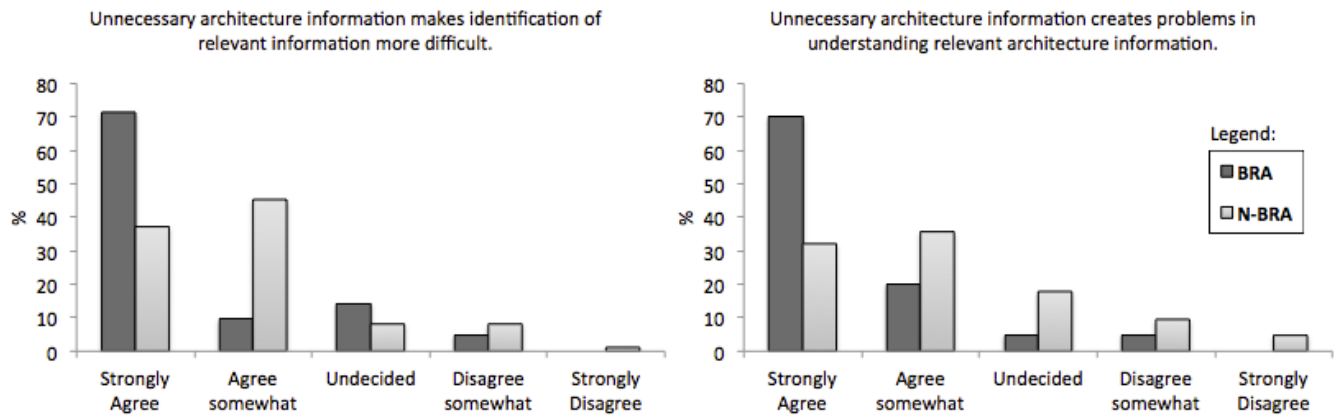 Unnecessary architecture information makes identification of
relevant information more difficult.
80
70
60
50
40
30
20
10
0
%
Strongly
Agree
Agree
somewhat
Undecided
Disagree
somewhat
Strongly
Disagree
Unnecessary architecture information creates problems in
understanding relevant architecture information.
80
70
60
50
40
30
20
10
0
%
Strongly
Agree
Agree
somewhat
Undecided
Disagree
somewhat
Strongly
Disagree
Legend:
BRA
N-BRA